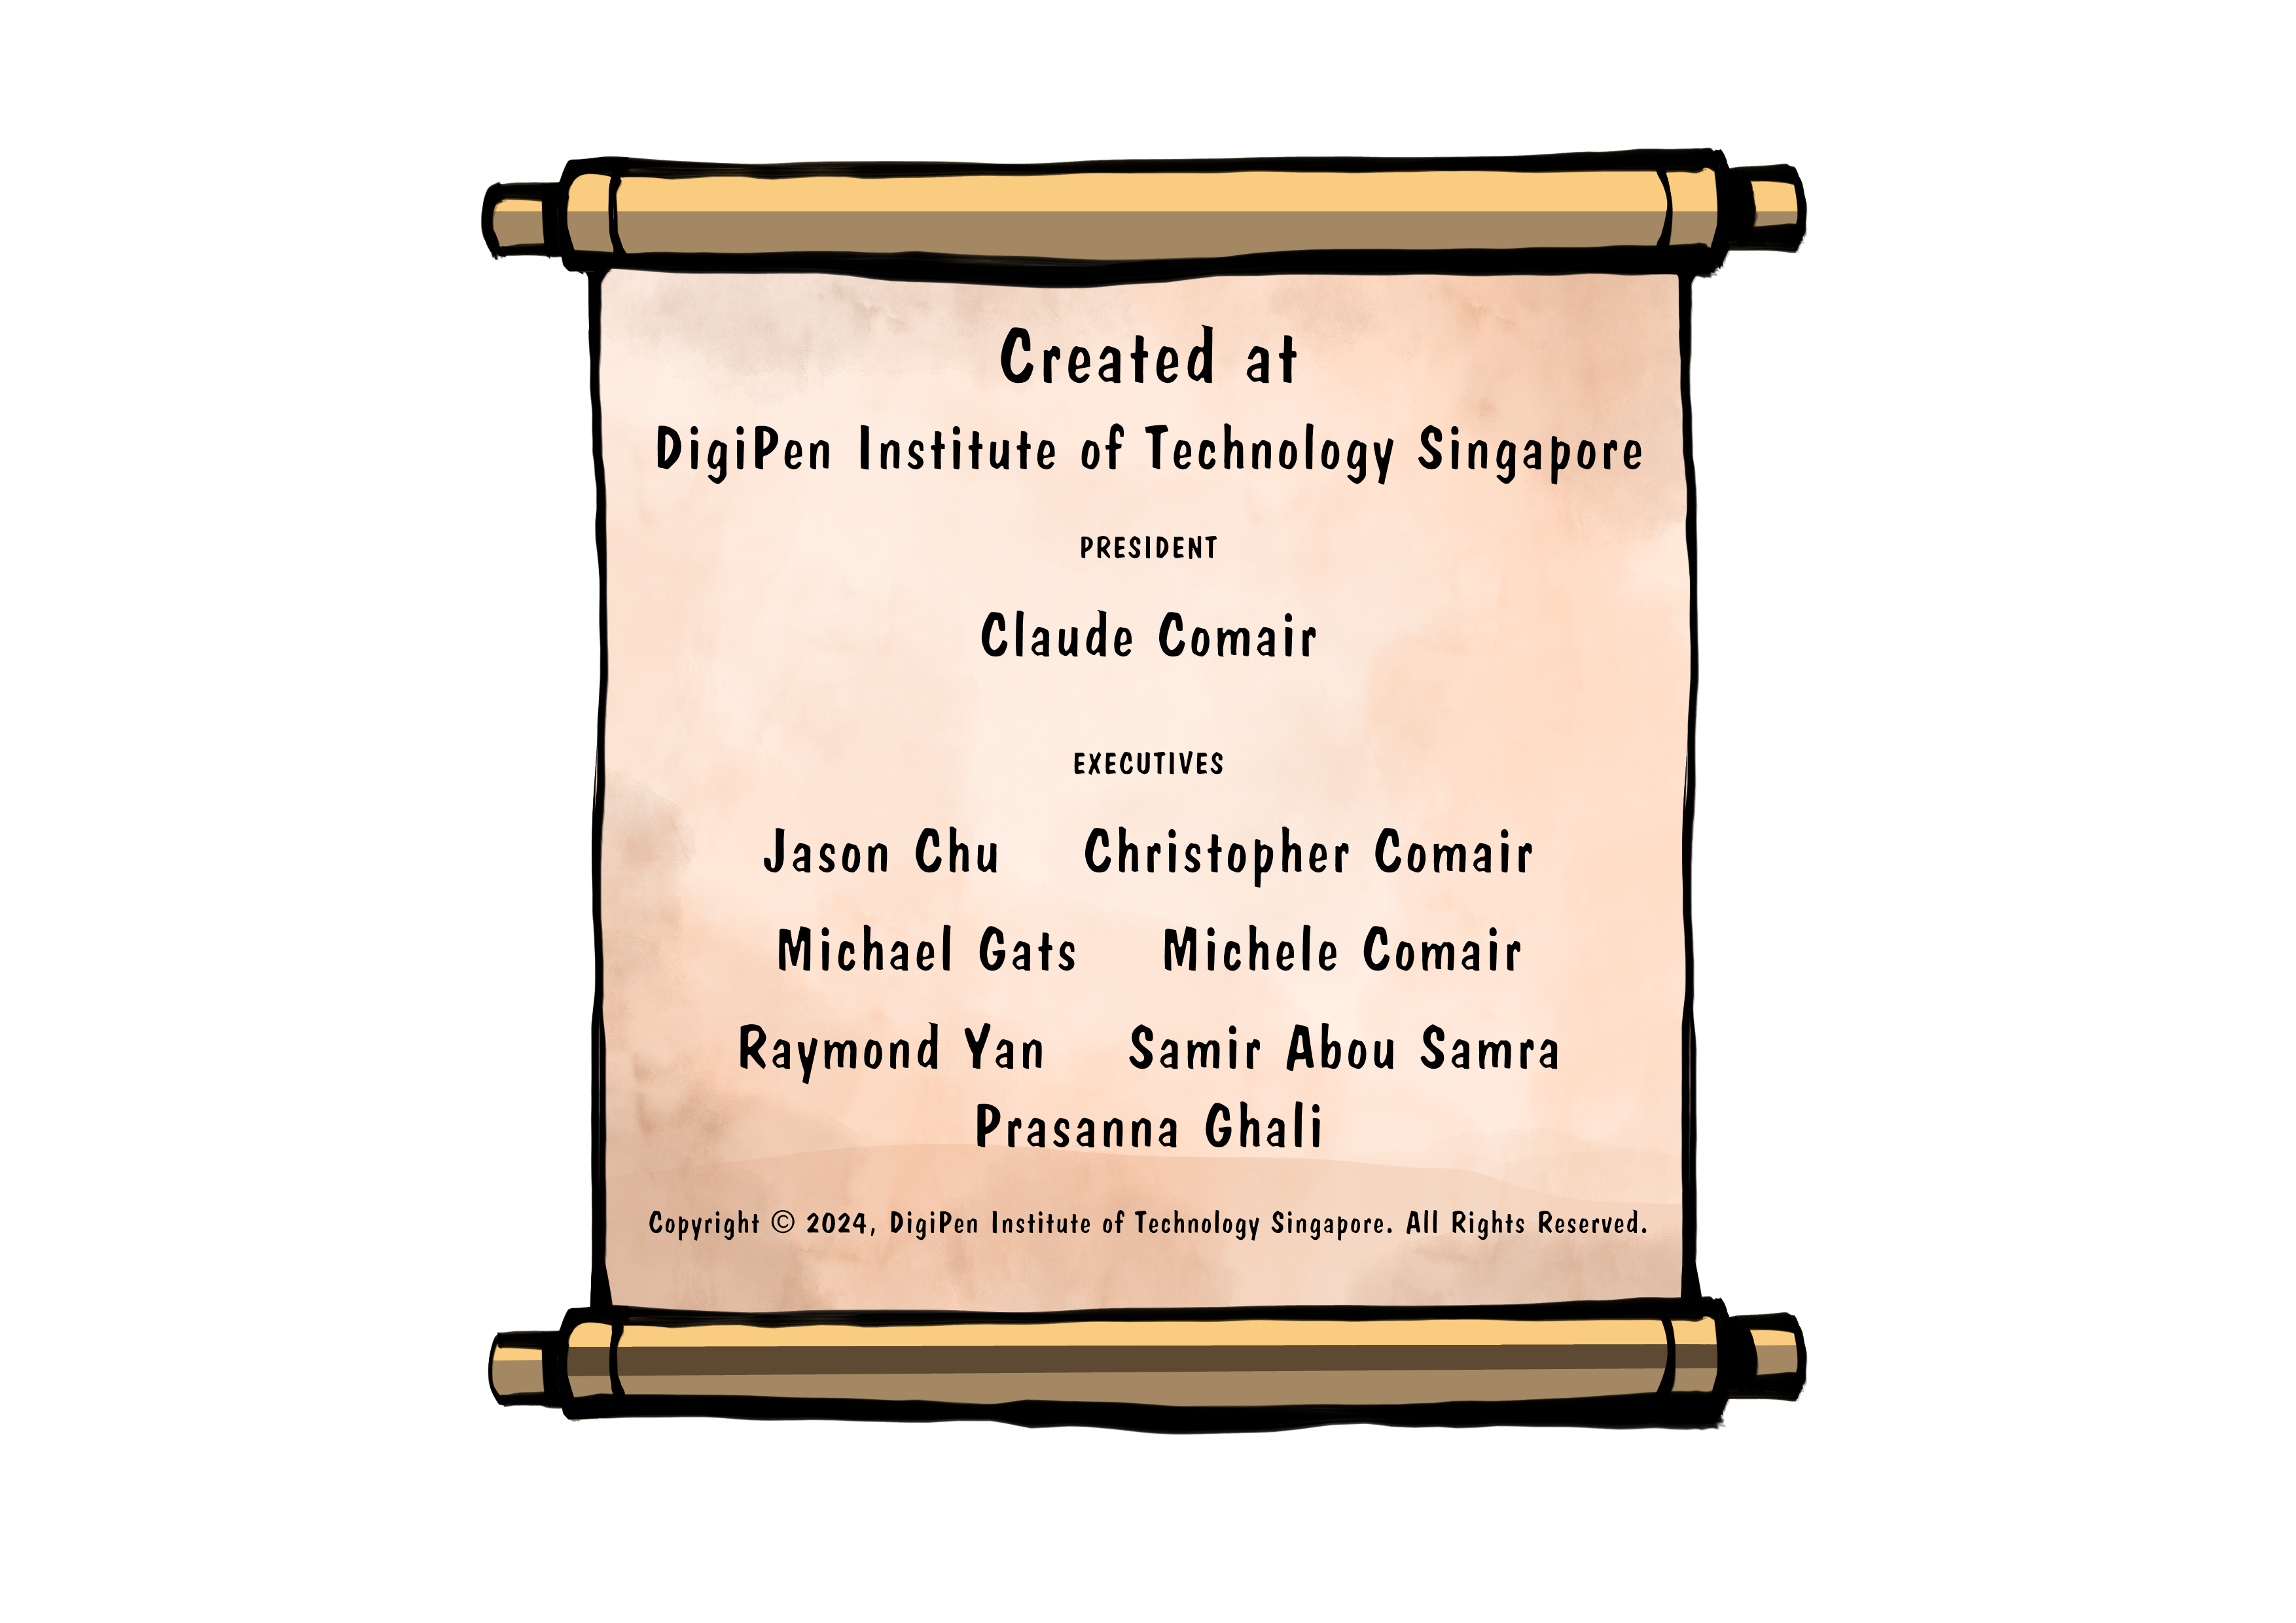 Created at
DigiPen Institute of Technology Singapore
PRESIDENT
Claude Comair
EXECUTIVES
Jason Chu Christopher Comair
Michael Gats Michele Comair
Raymond Yan Samir Abou Samra
Prasanna Ghali
Copyright © 2024, DigiPen Institute of Technology Singapore. All Rights Reserved.